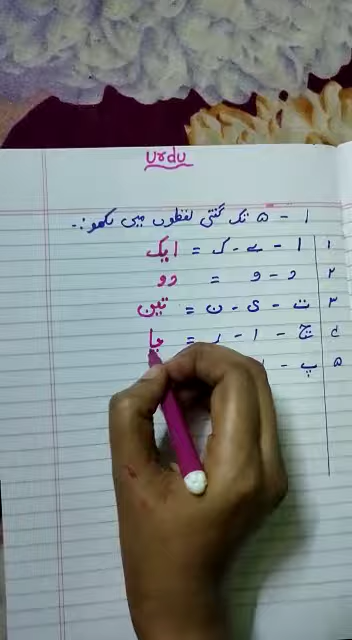 Urdu
۱ - ۵ تک گنتی لفظوں میں لکھو:-
۱ ا - ے - ک = ایک
۲ د - و = دو
۳ ت - ی - ن = تین
۴ چ - ا - ر = چا
۵ پ - ا